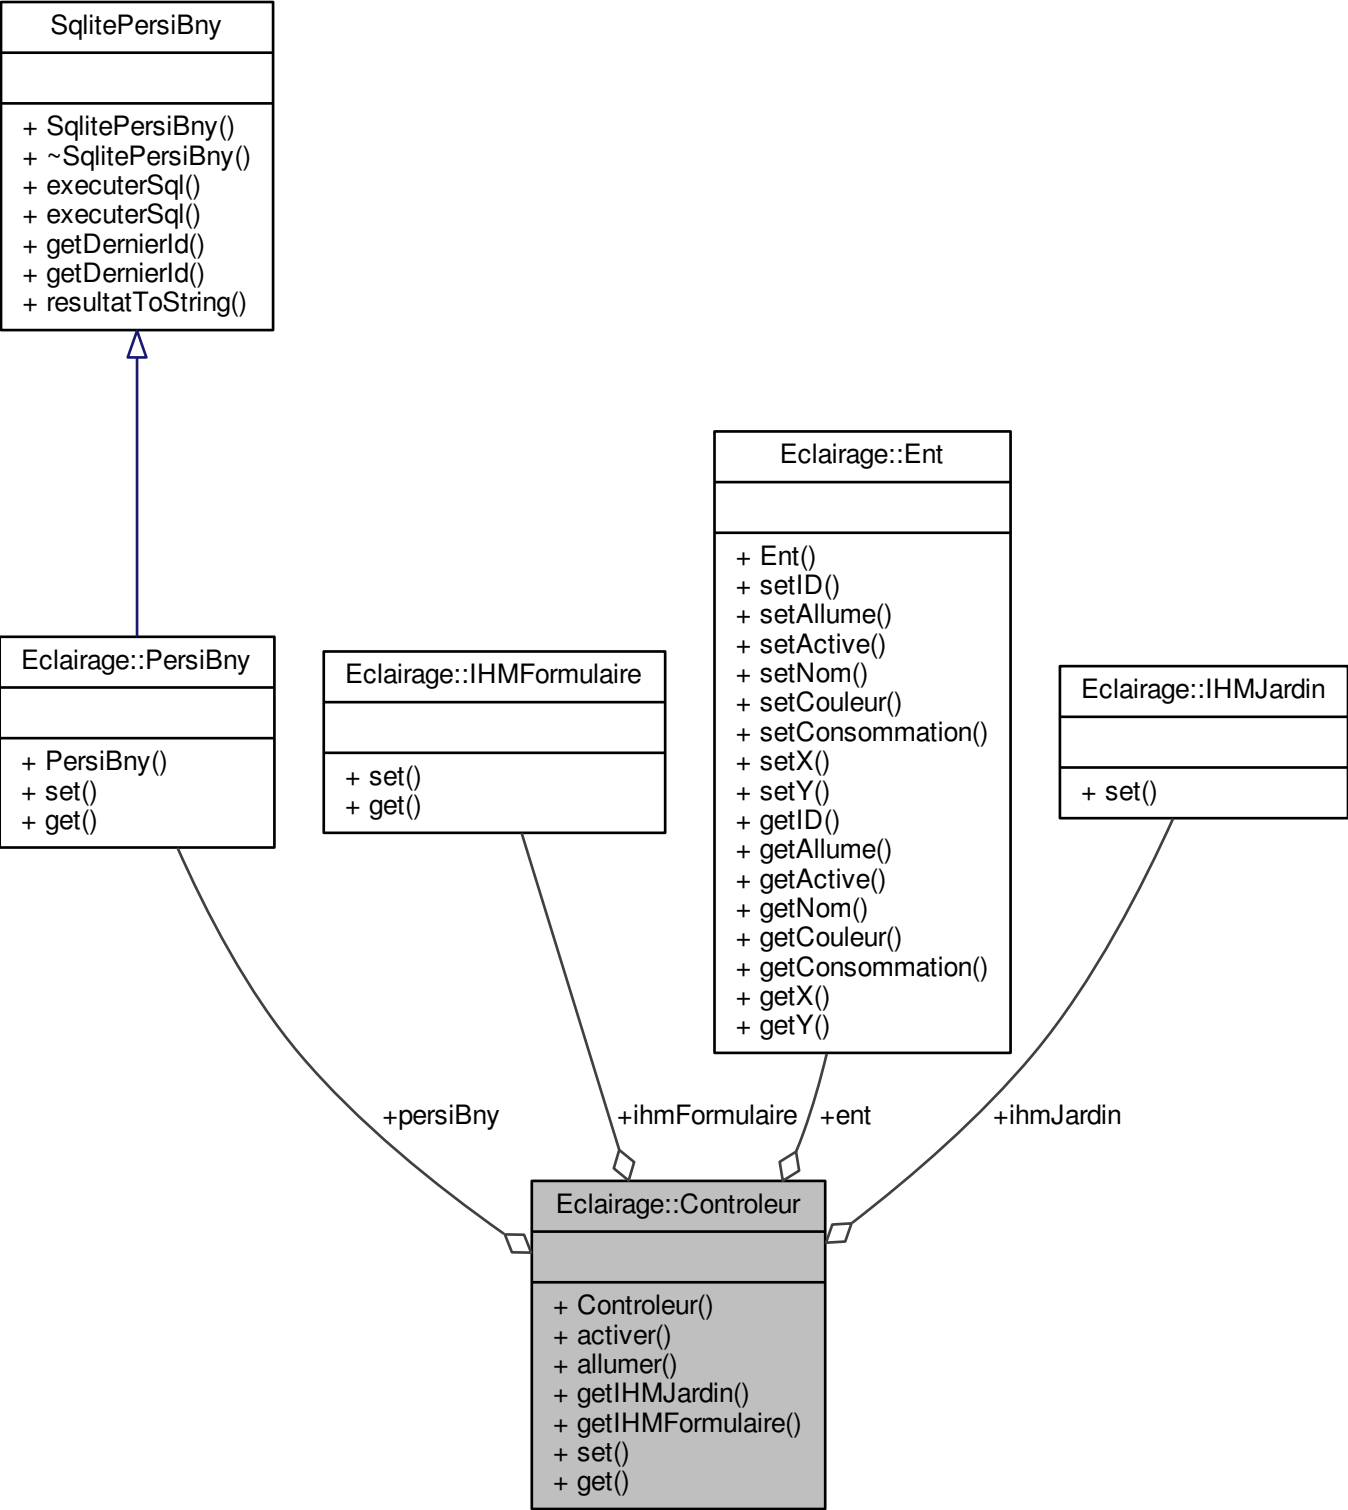 SqlitePersiBny
+ SqlitePersiBny()
+ ~SqlitePersiBny()
+ executerSql()
+ executerSql()
+ getDernierId()
+ getDernierId()
+ resultatToString()
Eclairage::PersiBny
+ PersiBny()
+ set()
+ get()
Eclairage::IHMFormulaire
+ set()
+ get()
Eclairage::Ent
+ Ent()
+ setID()
+ setAllume()
+ setActive()
+ setNom()
+ setCouleur()
+ setConsommation()
+ setX()
+ setY()
+ getID()
+ getAllume()
+ getActive()
+ getNom()
+ getCouleur()
+ getConsommation()
+ getX()
+ getY()
Eclairage::IHMJardin
+ set()
+persiBny
+ihmFormulaire
+ent
+ihmJardin
Eclairage::Controleur
+ Controleur()
+ activer()
+ allumer()
+ getIHMJardin()
+ getIHMFormulaire()
+ set()
+ get()